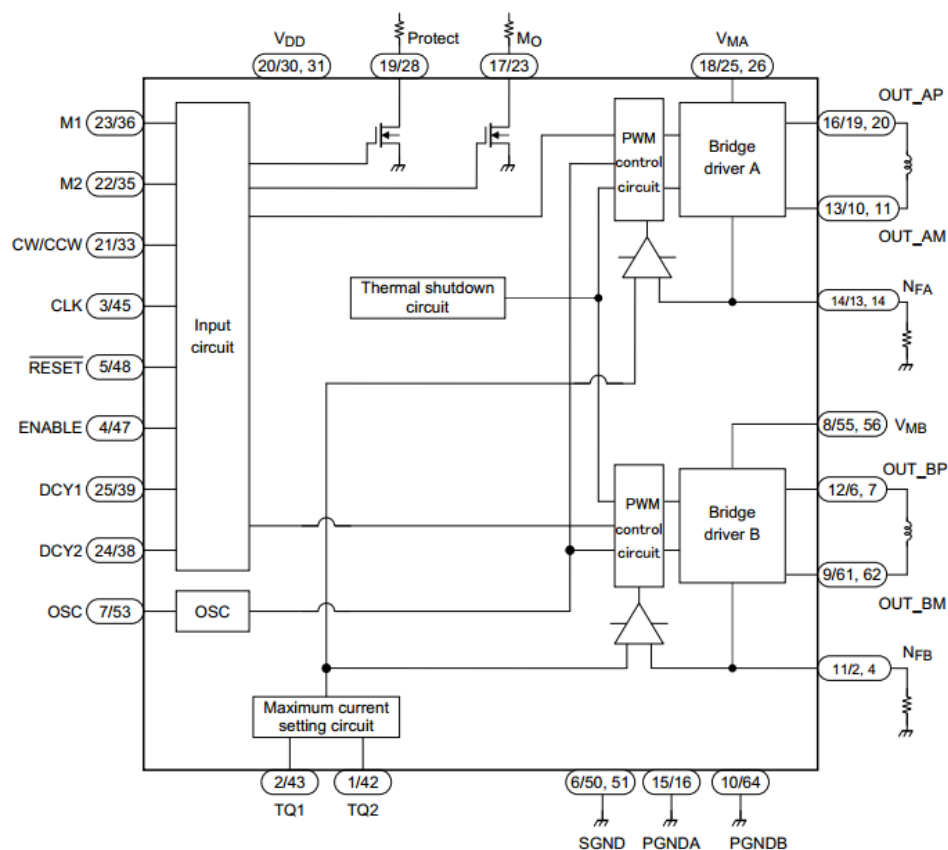 VDD
Protect
MO
VMA
20/30, 31
19/28
17/23
18/25, 26
OUT_AP
M1
23/36
16/19, 20
PWM
control
circuit
Bridge
driver A
M2
22/35
13/10, 11
OUT_AM
CW/CCW
21/33
Thermal shutdown
circuit
NFA
CLK
3/45
14/13, 14
Input
circuit
RESET
5/48
ENABLE
4/47
8/55, 56
VMB
OUT_BP
DCY1
25/39
12/6, 7
PWM
control
circuit
Bridge
driver B
DCY2
24/38
9/61, 62
OUT_BM
OSC
7/53
OSC
NFB
11/2, 4
Maximum current
setting circuit
2/43
1/42
6/50, 51
15/16
10/64
TQ1
TQ2
SGND
PGNDA
PGNDB